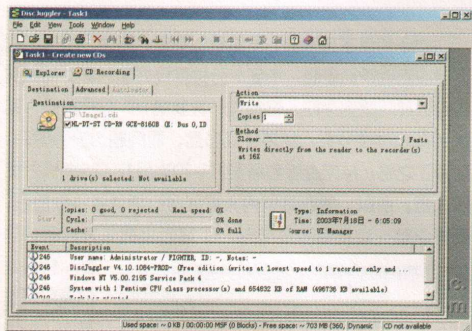 DiscJuggler - Task1
File Edit View Tools Window Help
Task1 - Create new CDs
Explorer CD Recording
Destination Advanced
Destination
D:\Image1.cdi
HL-DT-ST CD-RW GCE-8160B (E: Bus 0,ID
1 drive(s) selected: Not available
Action
Write
Copies 1
Method
Slower Faste
Writes directly from the reader to the recorder(s)
at 16X
Start
Copies: 0 good, 0 rejected Real speed: 0X
Cycle: 0% done
Cache: 0% full
Type: Information
Time: 2003年7月18日 - 6:05:09
Source: UI Manager
Event Description
246 User name: Administrator / FIGHTER, ID: -, Notes: -
246 DiscJuggler V4.10.1084-PROD- (Free edition (writes at lowest speed to 1 recorder only and ...
246 Windows NT V5.00.2195 Service Pack 4
246 System with 1 Pentium CPU class processor(s) and 654832 KB of RAM (
Used space: ~ 0 KB / 00:00:00 MSF (0 Blocks) - Free space: ~ 703 MB (360, Dynamic CD not available